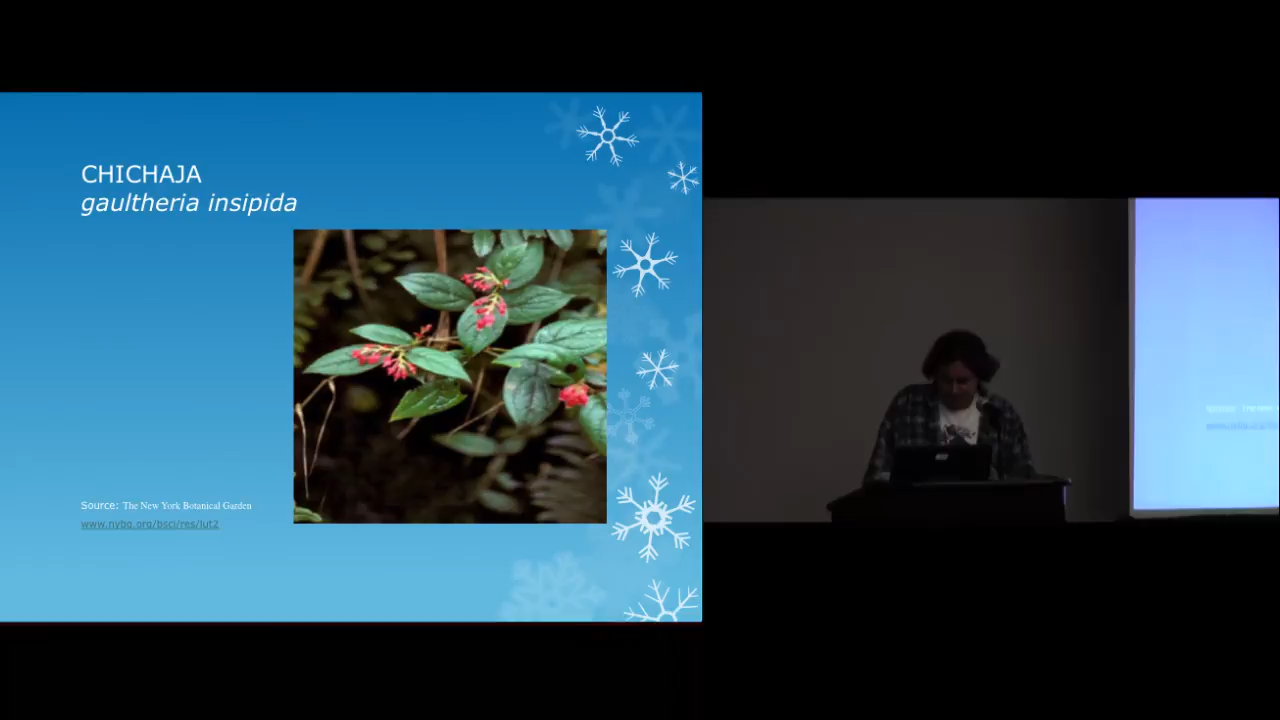 CHICHAJA
gaultheria insipida
Source: The New York Botanical Garden
www.nybg.org/bsci/res/lut2